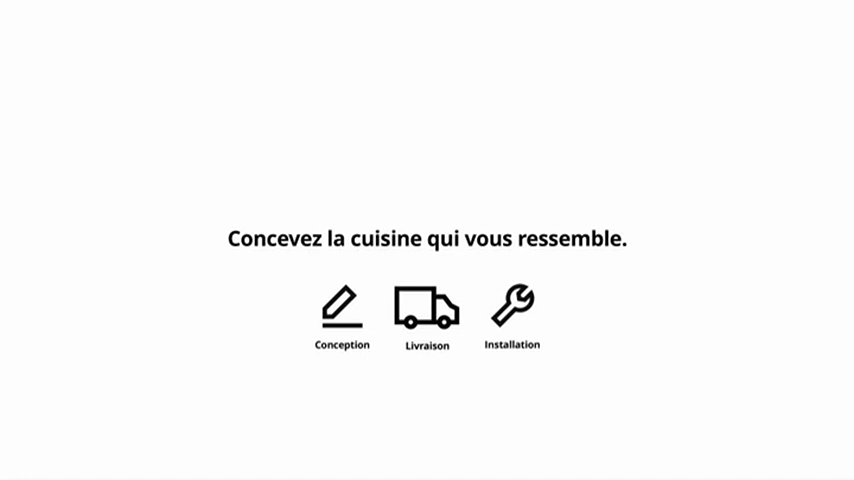 Concevez la cuisine qui vous ressemble.
Conception Livraison Installation